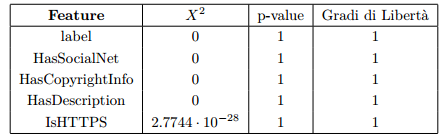 Feature X² p-value Gradi di Libertà
label 0 1 1
HasSocialNet 0 1 1
HasCopyrightInfo 0 1 1
HasDescription 0 1 1
IsHTTPS 2.7744 · 10⁻²⁸ 1 1